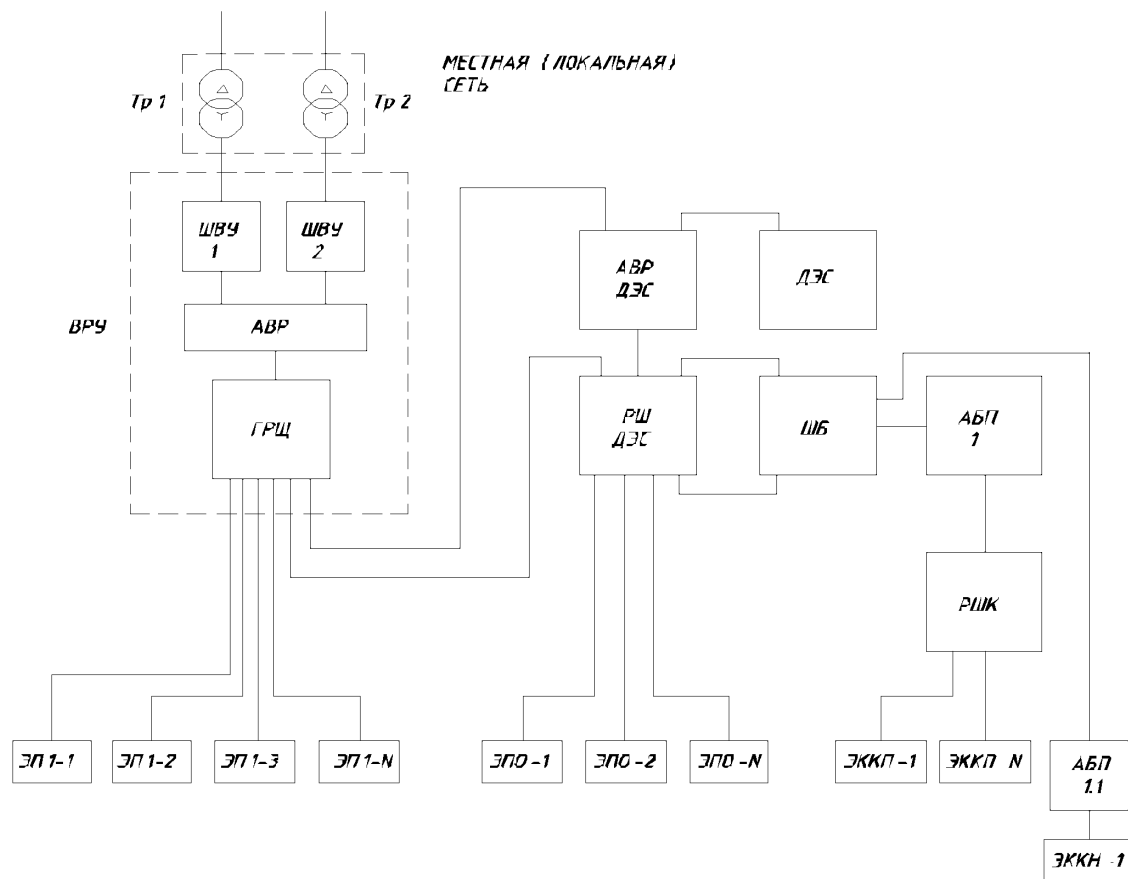 МЕСТНАЯ (ЛОКАЛЬНАЯ)
СЕТЬ
Тр 1
Тр 2
ШВУ
1
ШВУ
2
ВРУ
АВР
ГРЩ
АВР
ДЭС
ДЭС
РШ
ДЭС
ШБ
АБП
1
РШК
ЭП 1-1
ЭП 1-2
ЭП 1-3
ЭП 1-N
ЭПО -1
ЭПО -2
ЭПО -N
ЭККП -1
ЭККП N
АБП
1.1
ЭККН -1